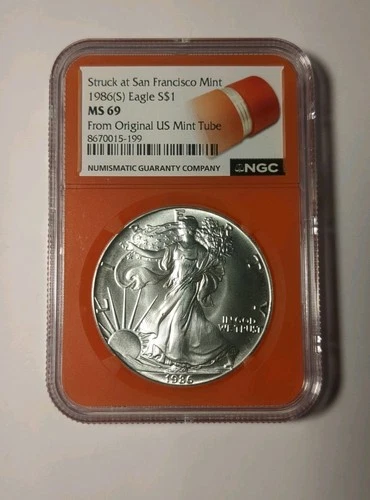 Struck at San Francisco Mint
1986(S) Eagle S$1
MS 69
From Original US Mint Tube
8670015-199
NUMISMATIC GUARANTY COMPANY
NGC
LIBERTY
IN GOD
WE TRUST
1986